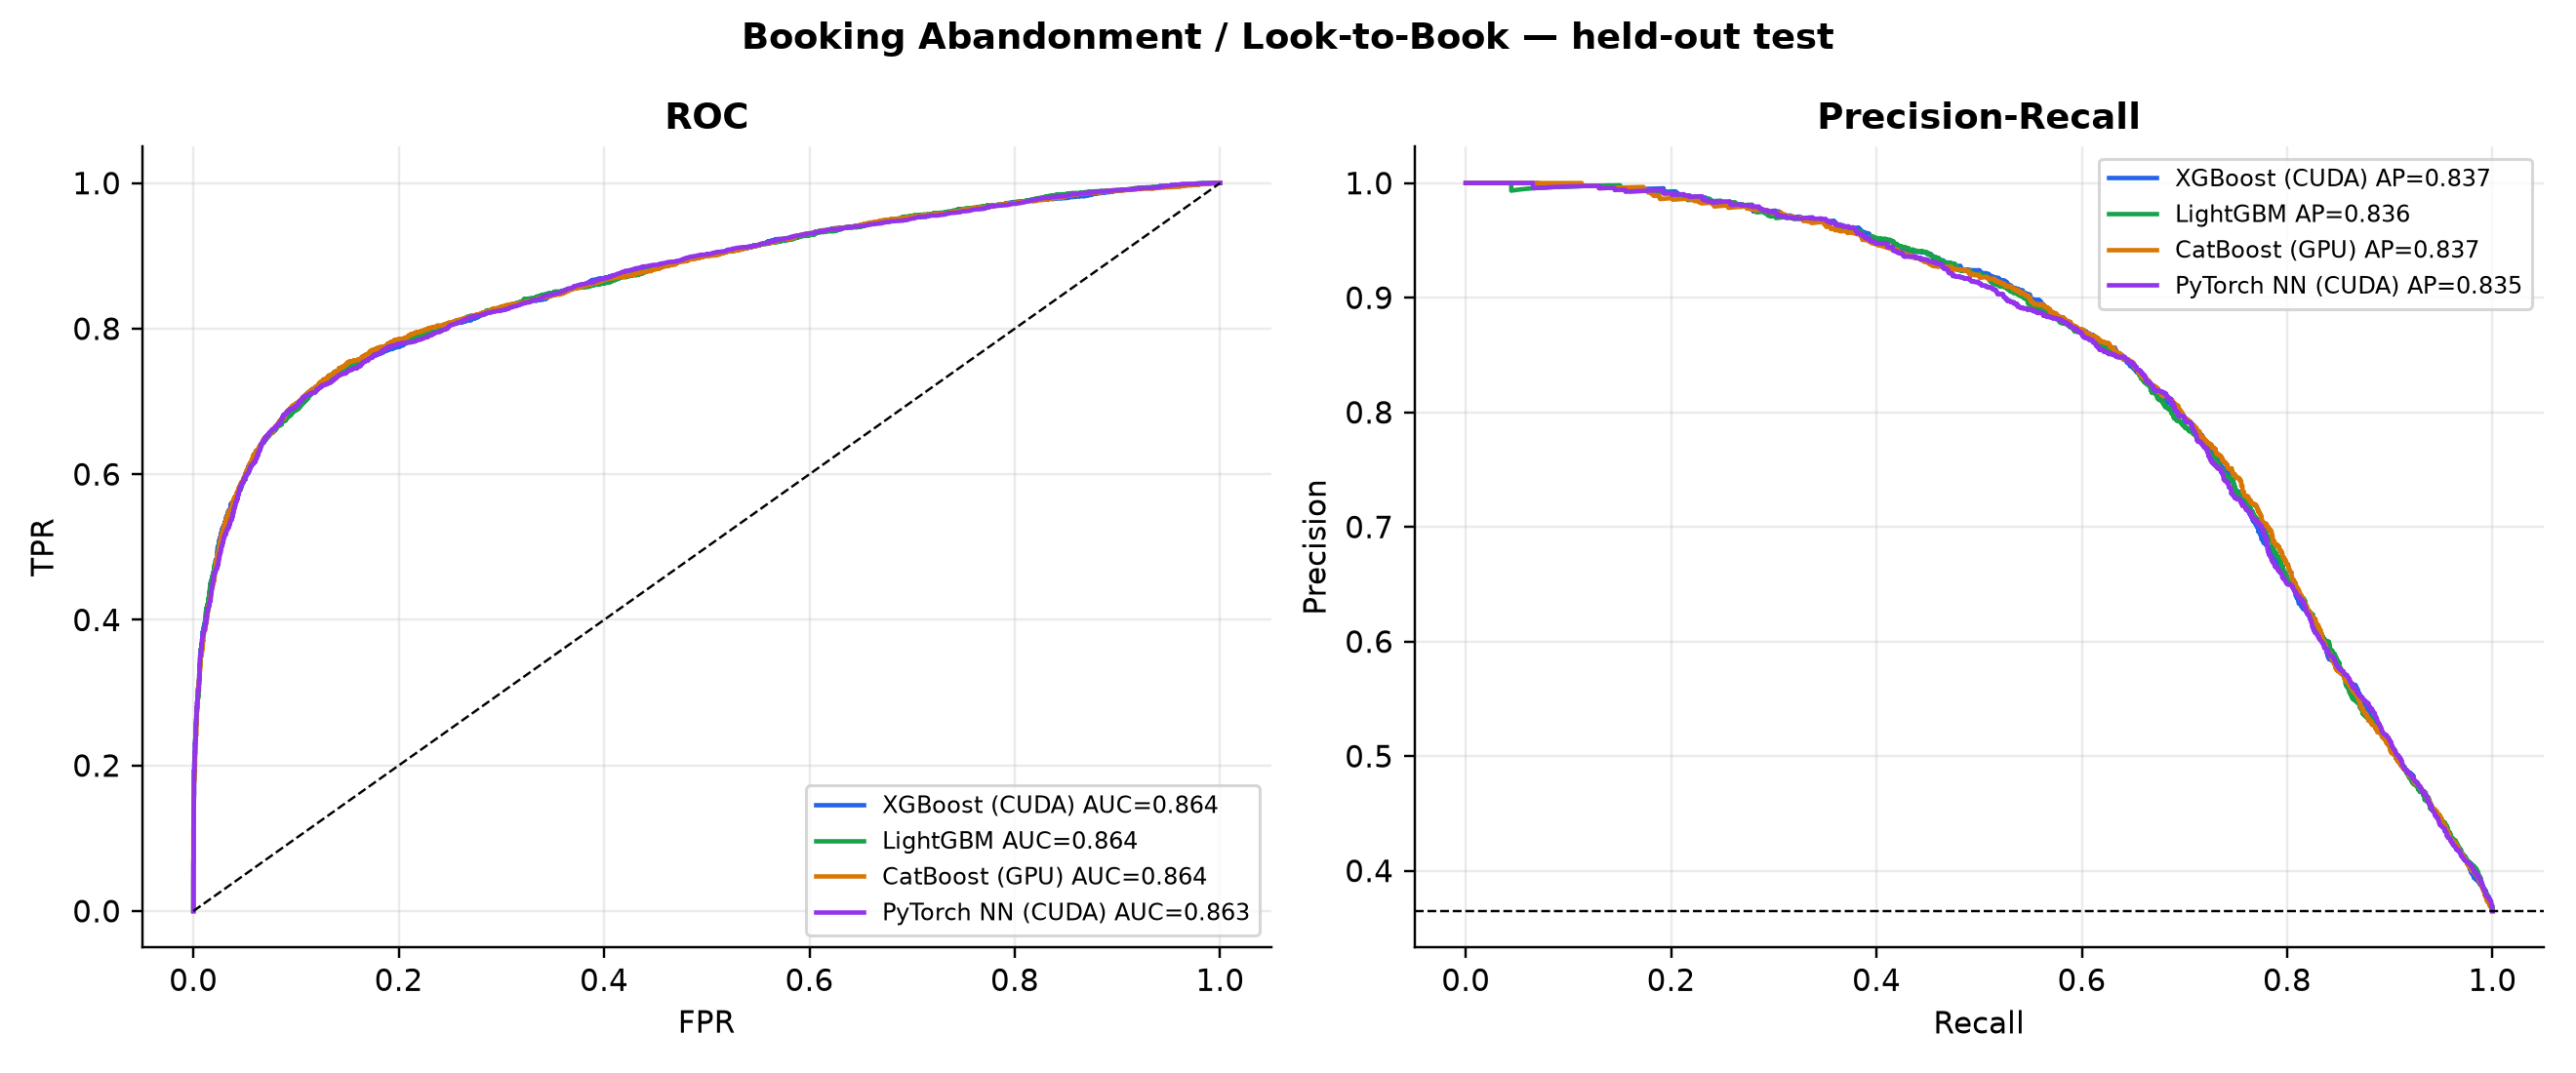 Booking Abandonment / Look-to-Book — held-out test
ROC
TPR
1.0
0.8
0.6
0.4
0.2
0.0
0.0 0.2 0.4 0.6 0.8 1.0
FPR
XGBoost (CUDA) AUC=0.864
LightGBM AUC=0.864
CatBoost (GPU) AUC=0.864
PyTorch NN (CUDA) AUC=0.863
Precision-Recall
Precision
1.0
0.9
0.8
0.7
0.6
0.5
0.4
0.0 0.2 0.4 0.6 0.8 1.0
Recall
XGBoost (CUDA) AP=0.837
LightGBM AP=0.836
CatBoost (GPU) AP=0.837
PyTorch NN (CUDA) AP=0.835